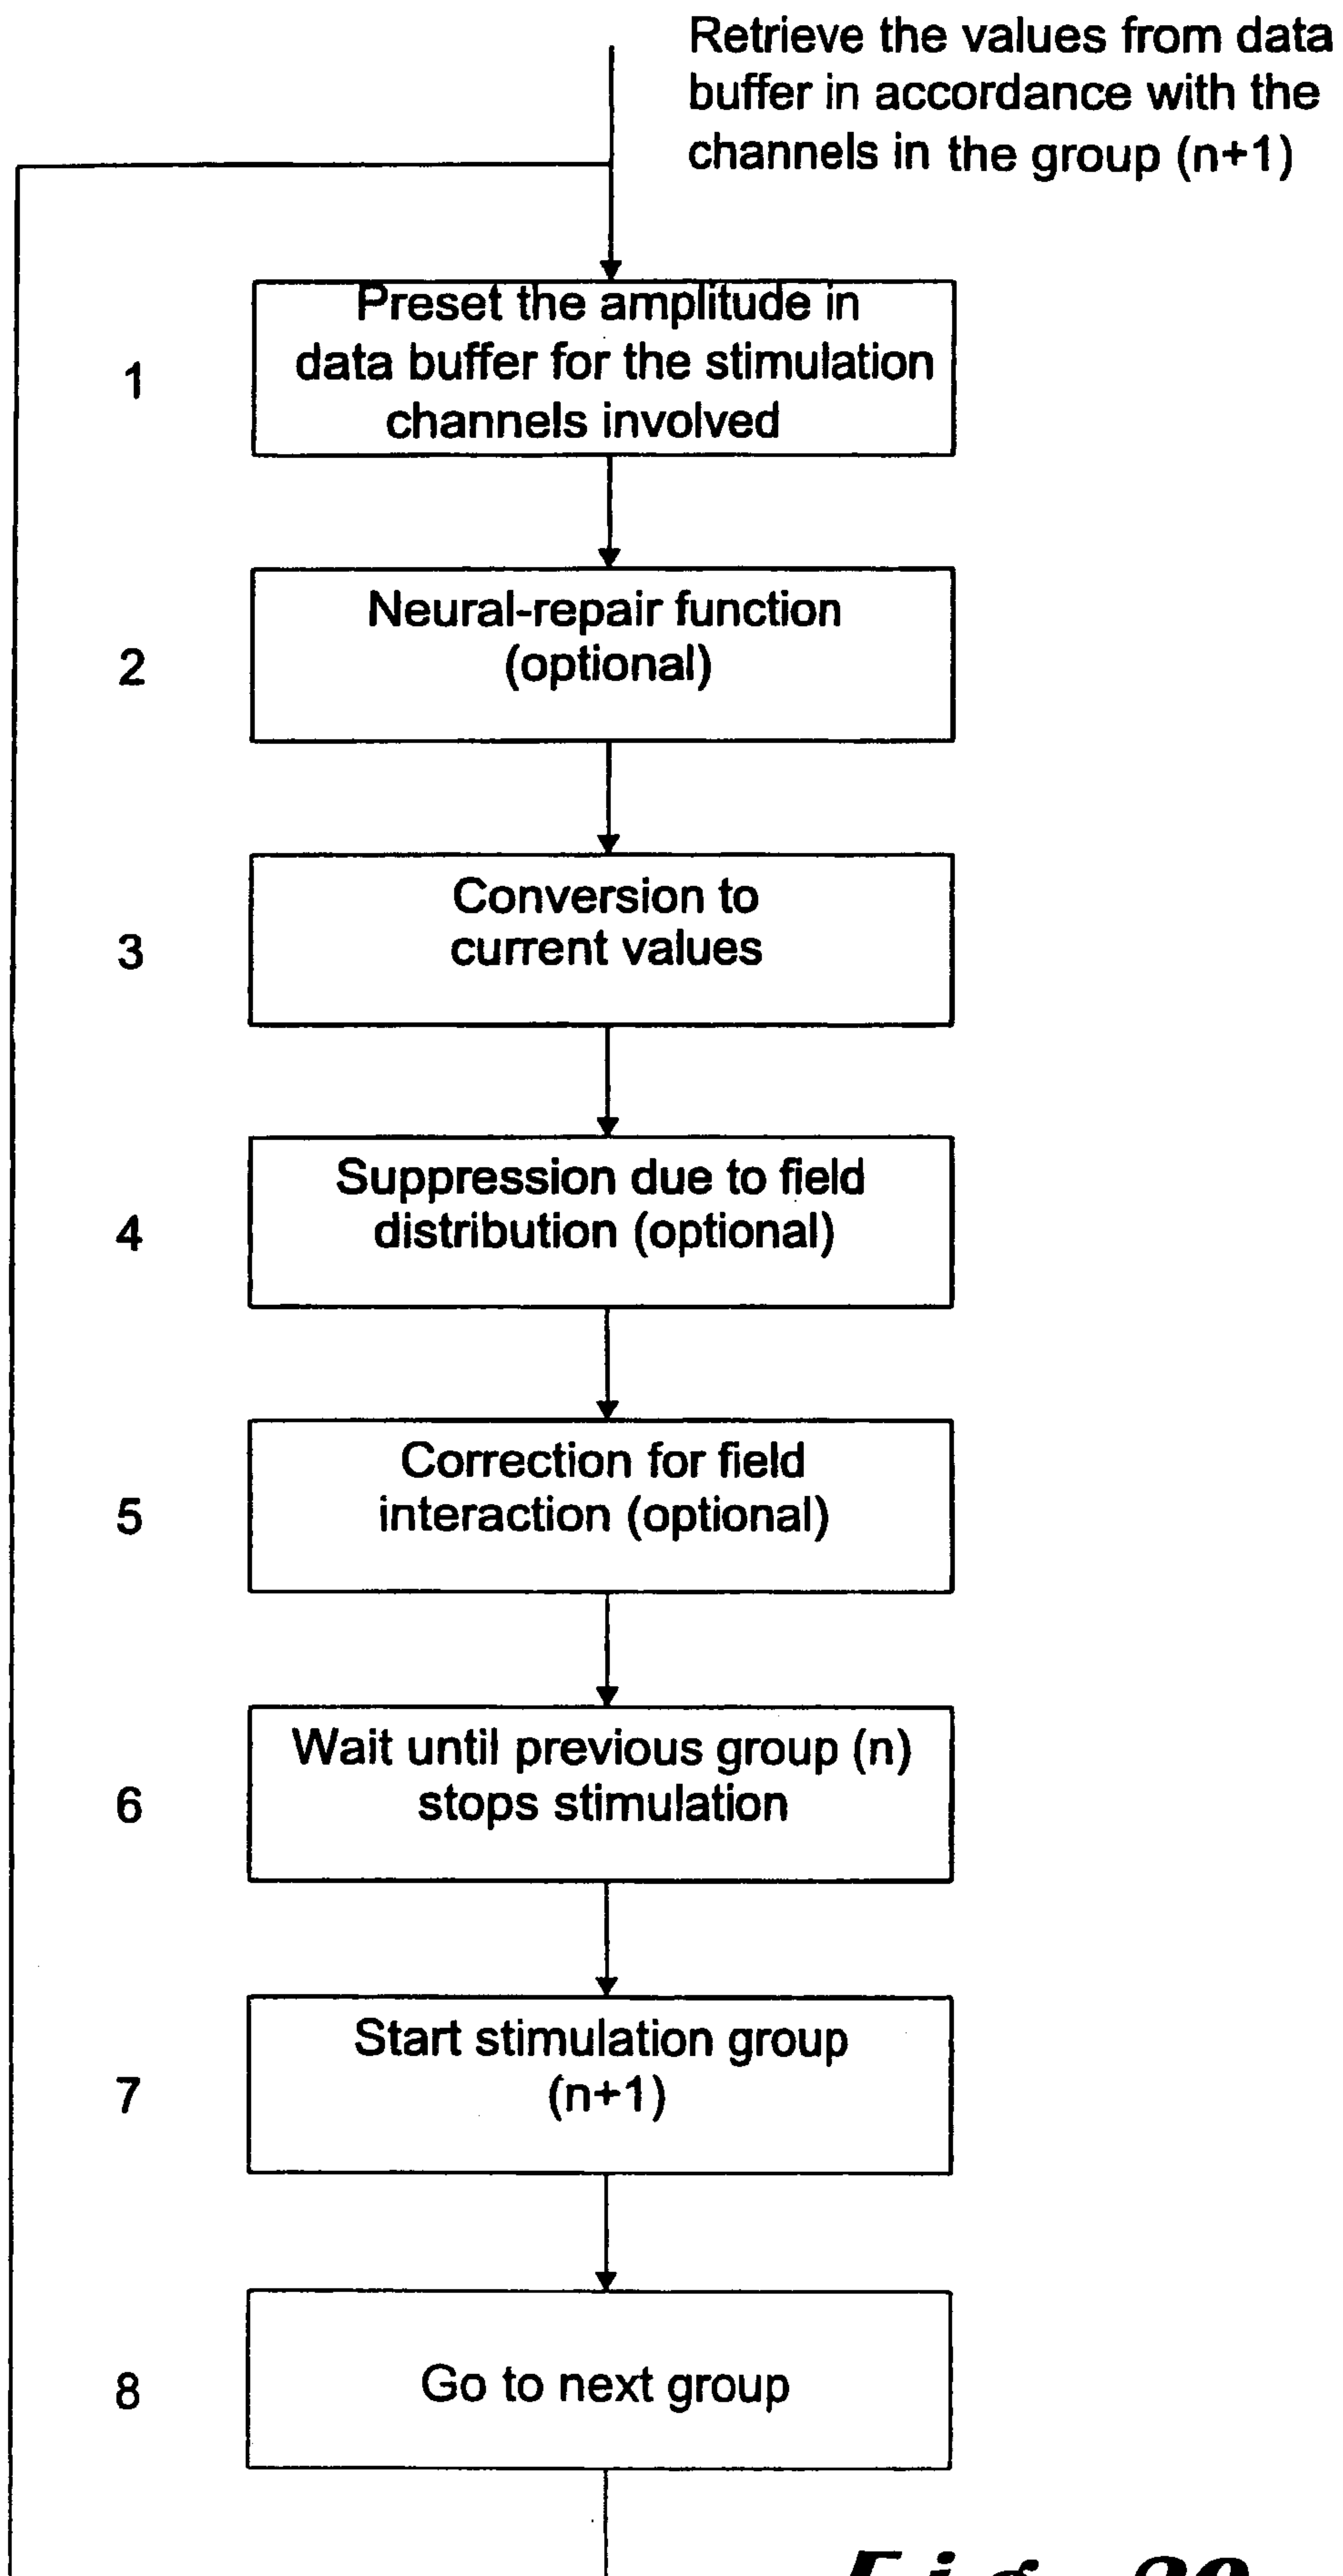 Retrieve the values from data
buffer in accordance with the
channels in the group (n+1)
Preset the amplitude in
data buffer for the stimulation
channels involved
1
Neural-repair function
(optional)
2
Conversion to
current values
3
Suppression due to field
distribution (optional)
4
Correction for field
interaction (optional)
5
Wait until previous group (n)
stops stimulation
6
Start stimulation group
(n+1)
7
Go to next group
8